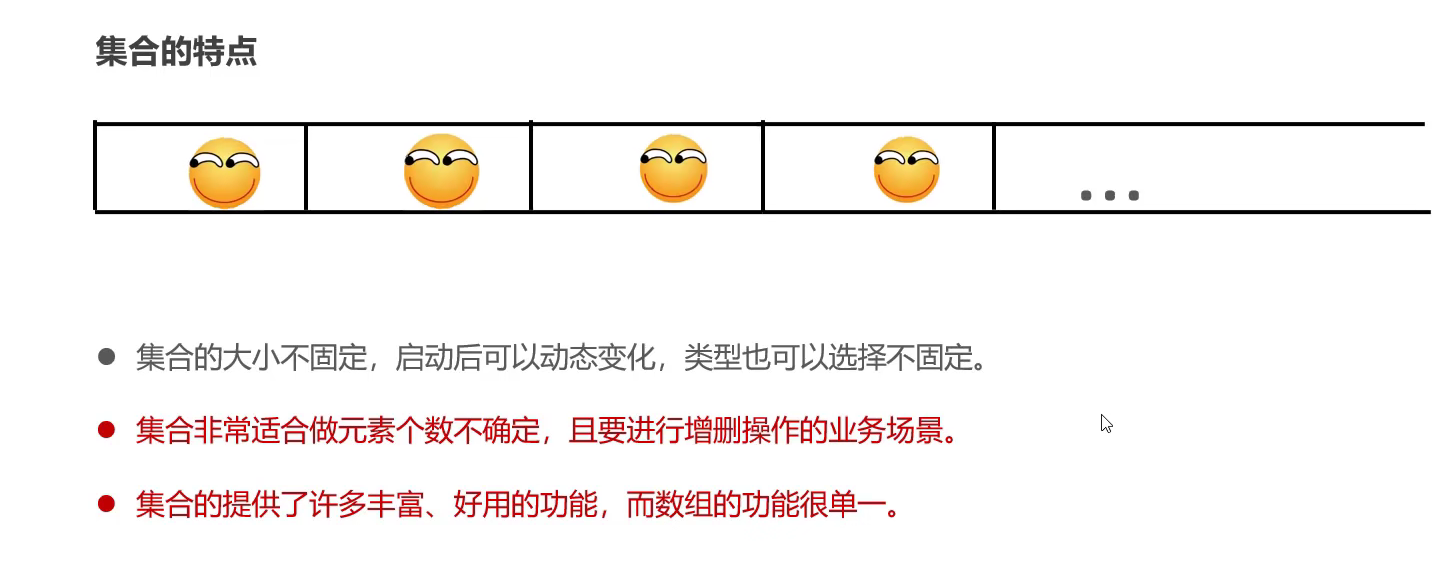 集合的特点
...
● 集合的大小不固定，启动后可以动态变化，类型也可以选择不固定。
● 集合非常适合做元素个数不确定，且要进行增删操作的业务场景。
● 集合的提供了许多丰富、好用的功能，而数组的功能很单一。